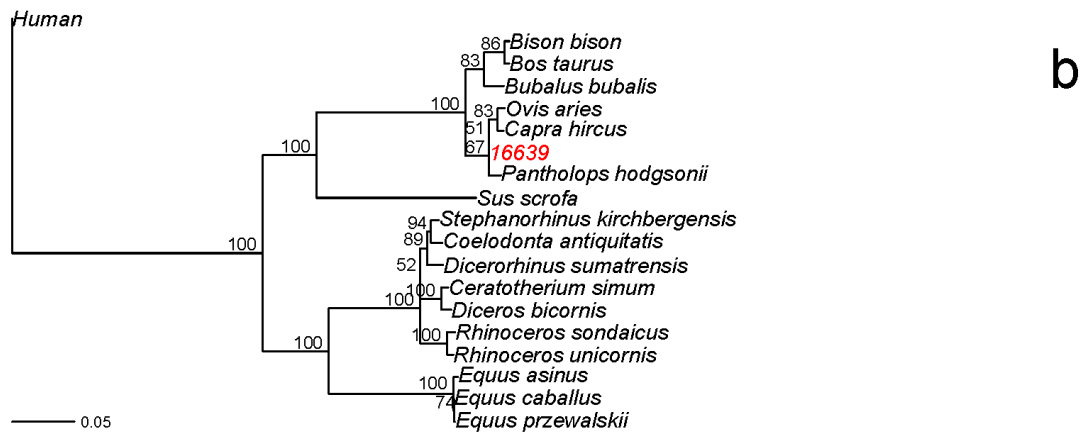 Human
b
86
Bison bison
Bos taurus
83
Bubalus bubalis
100
83
Ovis aries
51
Capra hircus
67
16639
100
Pantholops hodgsonii
Sus scrofa
100
94
Stephanorhinus kirchbergensis
89
Coelodonta antiquitatis
52
Dicerorhinus sumatrensis
100
Ceratotherium simum
100
Diceros bicornis
100
Rhinoceros sondaicus
100
Rhinoceros unicornis
100
Equus asinus
74
Equus caballus
Equus przewalskii
0.05